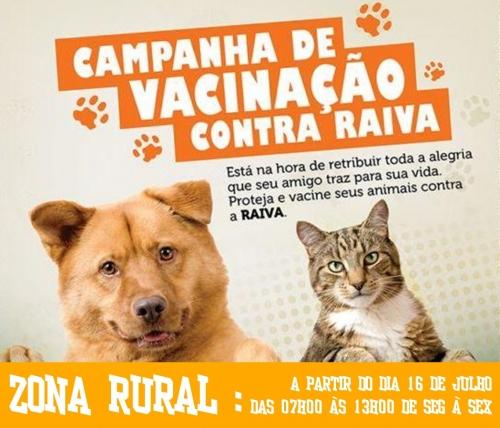 CAMPANHA DE
VACINAÇÃO
CONTRA RAIVA
Está na hora de retribuir toda a alegria
que seu amigo traz para sua vida.
Proteja e vacine seus animais contra
a RAIVA.
ZONA RURAL :
A PARTIR DO DIA 16 DE JULHO
DAS 07H00 ÀS 13H00 DE SEG À SEX